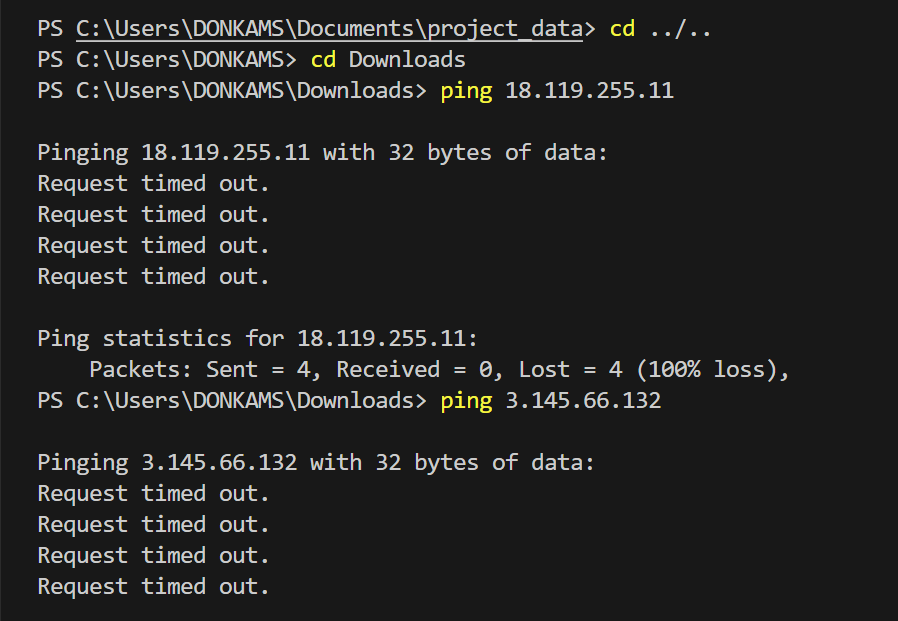 PS C:\Users\DONKAMS\Documents\project_data> cd ../..
PS C:\Users\DONKAMS> cd Downloads
PS C:\Users\DONKAMS\Downloads> ping 18.119.255.11
Pinging 18.119.255.11 with 32 bytes of data:
Request timed out.
Request timed out.
Request timed out.
Request timed out.
Ping statistics for 18.119.255.11:
    Packets: Sent = 4, Received = 0, Lost = 4 (100% loss),
PS C:\Users\DONKAMS\Downloads> ping 3.145.66.132
Pinging 3.145.66.132 with 32 bytes of data:
Request timed out.
Request timed out.
Request timed out.
Request timed out.